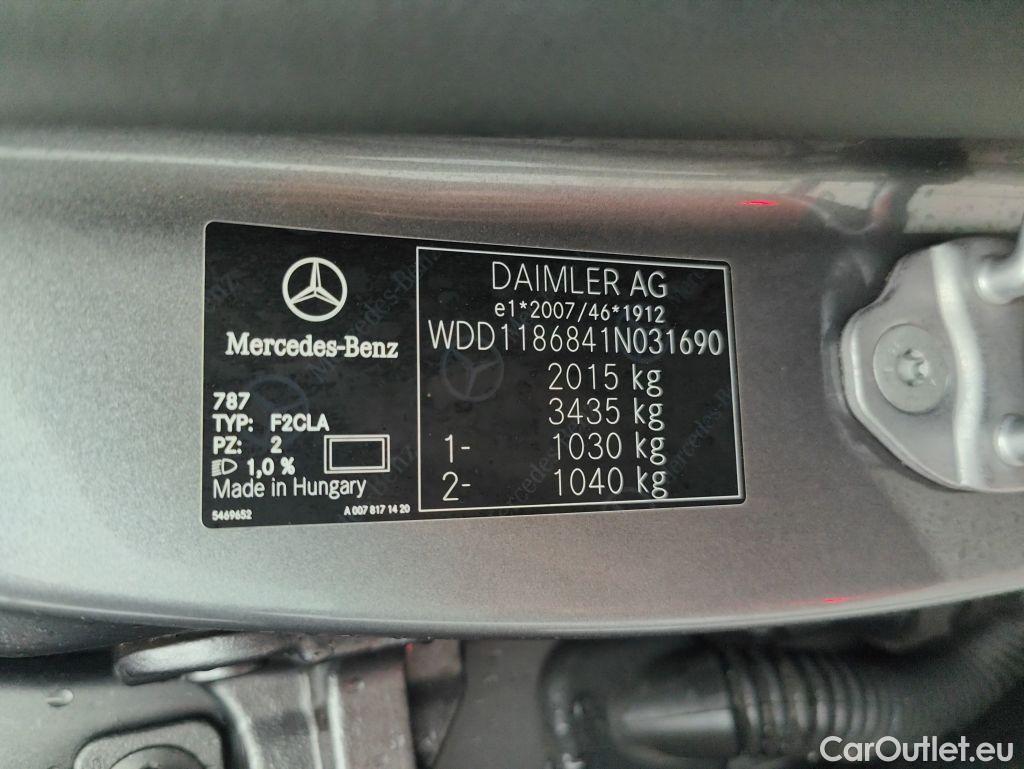 Mercedes-Benz
787
TYP: F2CLA
PZ: 2
1,0 %
Made in Hungary
5469652
A 007 817 14 20
DAIMLER AG
e1*2007/46*1912
WDD1186841N031690
2015 kg
3435 kg
1- 1030 kg
2- 1040 kg
CarOutlet.eu